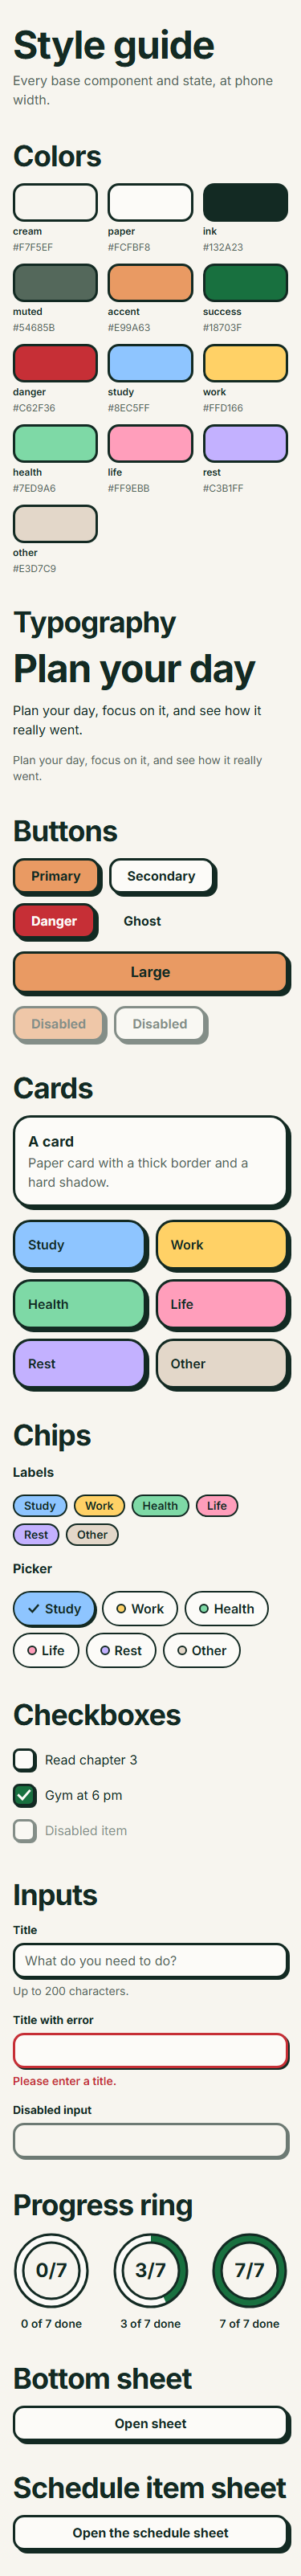 Style guide
Every base component and state, at phone
width.
Colors
cream
paper
ink
#F7F5EF
#FCFBF8
#132A23
muted
accent
success
#54685B
#E99A63
#18703F
danger
study
work
#C62F36
#8EC5FF
#FFD166
health
life
rest
#7ED9A6
#FF9EBB
#C3B1FF
other
#E3D7C9
Typography
Plan your day
Plan your day, focus on it, and see how it
really went.
Plan your day, focus on it, and see how it really
went.
Buttons
Primary
Secondary
Danger
Ghost
Large
Disabled
Disabled
Cards
A card
Paper card with a thick border and a
hard shadow.
Study
Work
Health
Life
Rest
Other
Chips
Labels
Study
Work
Health
Life
Rest
Other
Picker
Study
Work
Health
Life
Rest
Other
Checkboxes
Read chapter 3
Gym at 6 pm
Disabled item
Inputs
Title
What do you need to do?
Up to 200 characters.
Title with error
Please enter a title.
Disabled input
Progress ring
0/7
3/7
7/7
0 of 7 done
3 of 7 done
7 of 7 done
Bottom sheet
Open sheet
Schedule item sheet
Open the schedule sheet